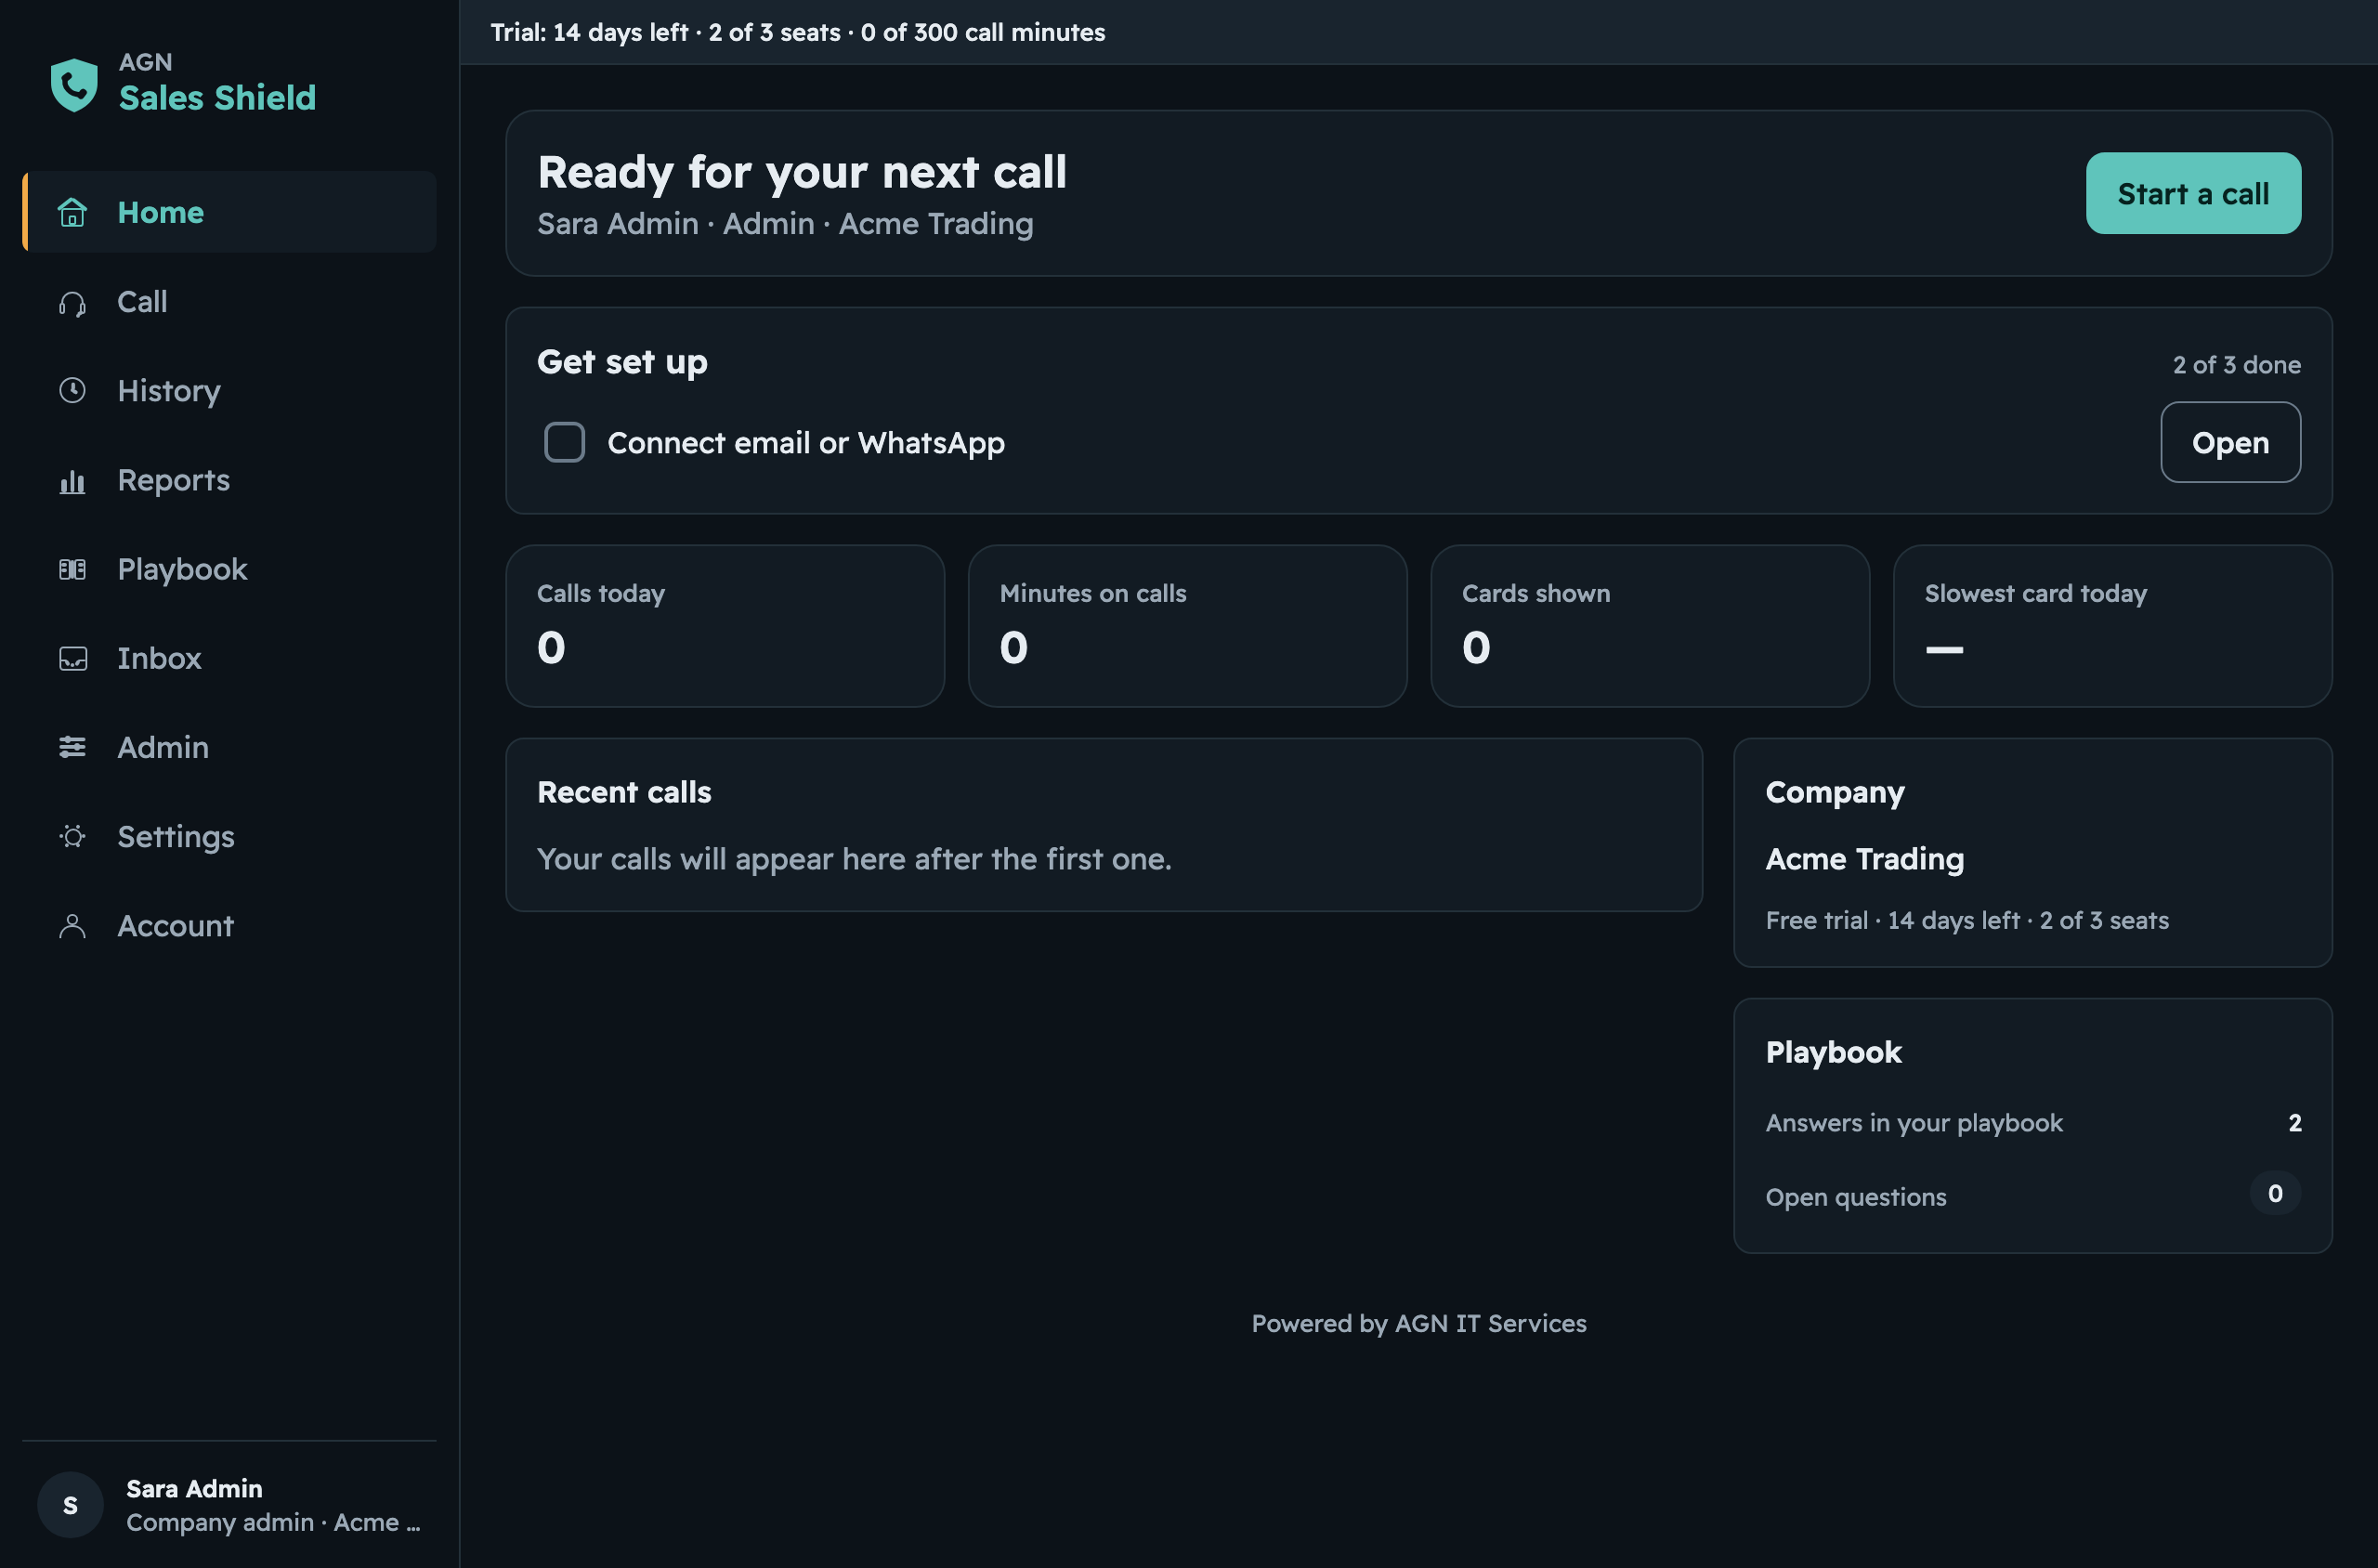 AGN
Sales Shield
Home
Call
History
Reports
Playbook
Inbox
Admin
Settings
Account
S
Sara Admin
Company admin · Acme ...
Trial: 14 days left · 2 of 3 seats · 0 of 300 call minutes
Ready for your next call
Sara Admin · Admin · Acme Trading
Start a call
Get set up
2 of 3 done
Connect email or WhatsApp
Open
Calls today
0
Minutes on calls
0
Cards shown
0
Slowest card today
—
Recent calls
Your calls will appear here after the first one.
Company
Acme Trading
Free trial · 14 days left · 2 of 3 seats
Playbook
Answers in your playbook
2
Open questions
0
Powered by AGN IT Services